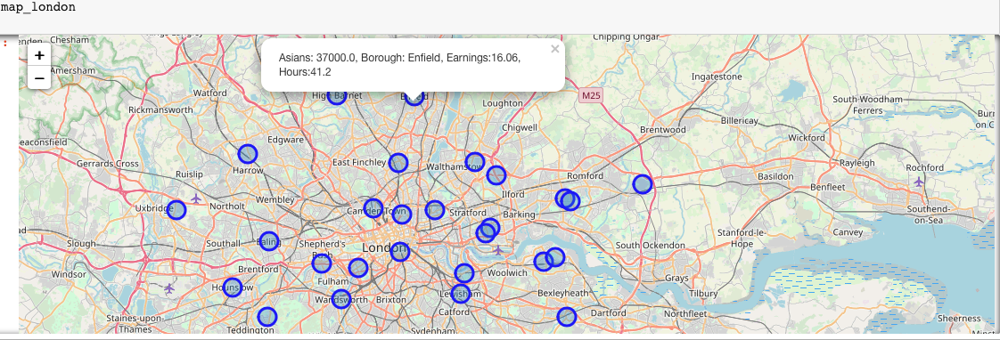 map_london
+
−
Asians: 37000.0, Borough: Enfield, Earnings:16.06,
Hours:41.2
×
Chesham
Chipping Ongar
Amersham
Watford
High Barnet
Loughton
M25
Ingatestone
South Woodham
Ferrers
Rickmansworth
Chigwell
Brentwood
Billericay
Wickford
eaconsfield
Edgware
Gerrards Cross
Harrow
East Finchley
Walthamstow
Romford
Rayleigh
Rochford
Ruislip
Basildon
Benfleet
Wembley
Ilford
Uxbridge
Northolt
Camden Town
Stratford
Barking
Southend-
on-Sea
Canvey
Stanford-le-
Hope
Slough
Southall
Ealing
Shepherd's
Bush
London
South Ockendon
Windsor
Brentford
Fulham
Woolwich
Grays
Hounslow
Wandsworth
Brixton
Lewisham
Bexleyheath
Tilbury
Staines-upon-
Thames
Catford
Dartford
Northfleet
Sheerness
Teddington
Sydenham